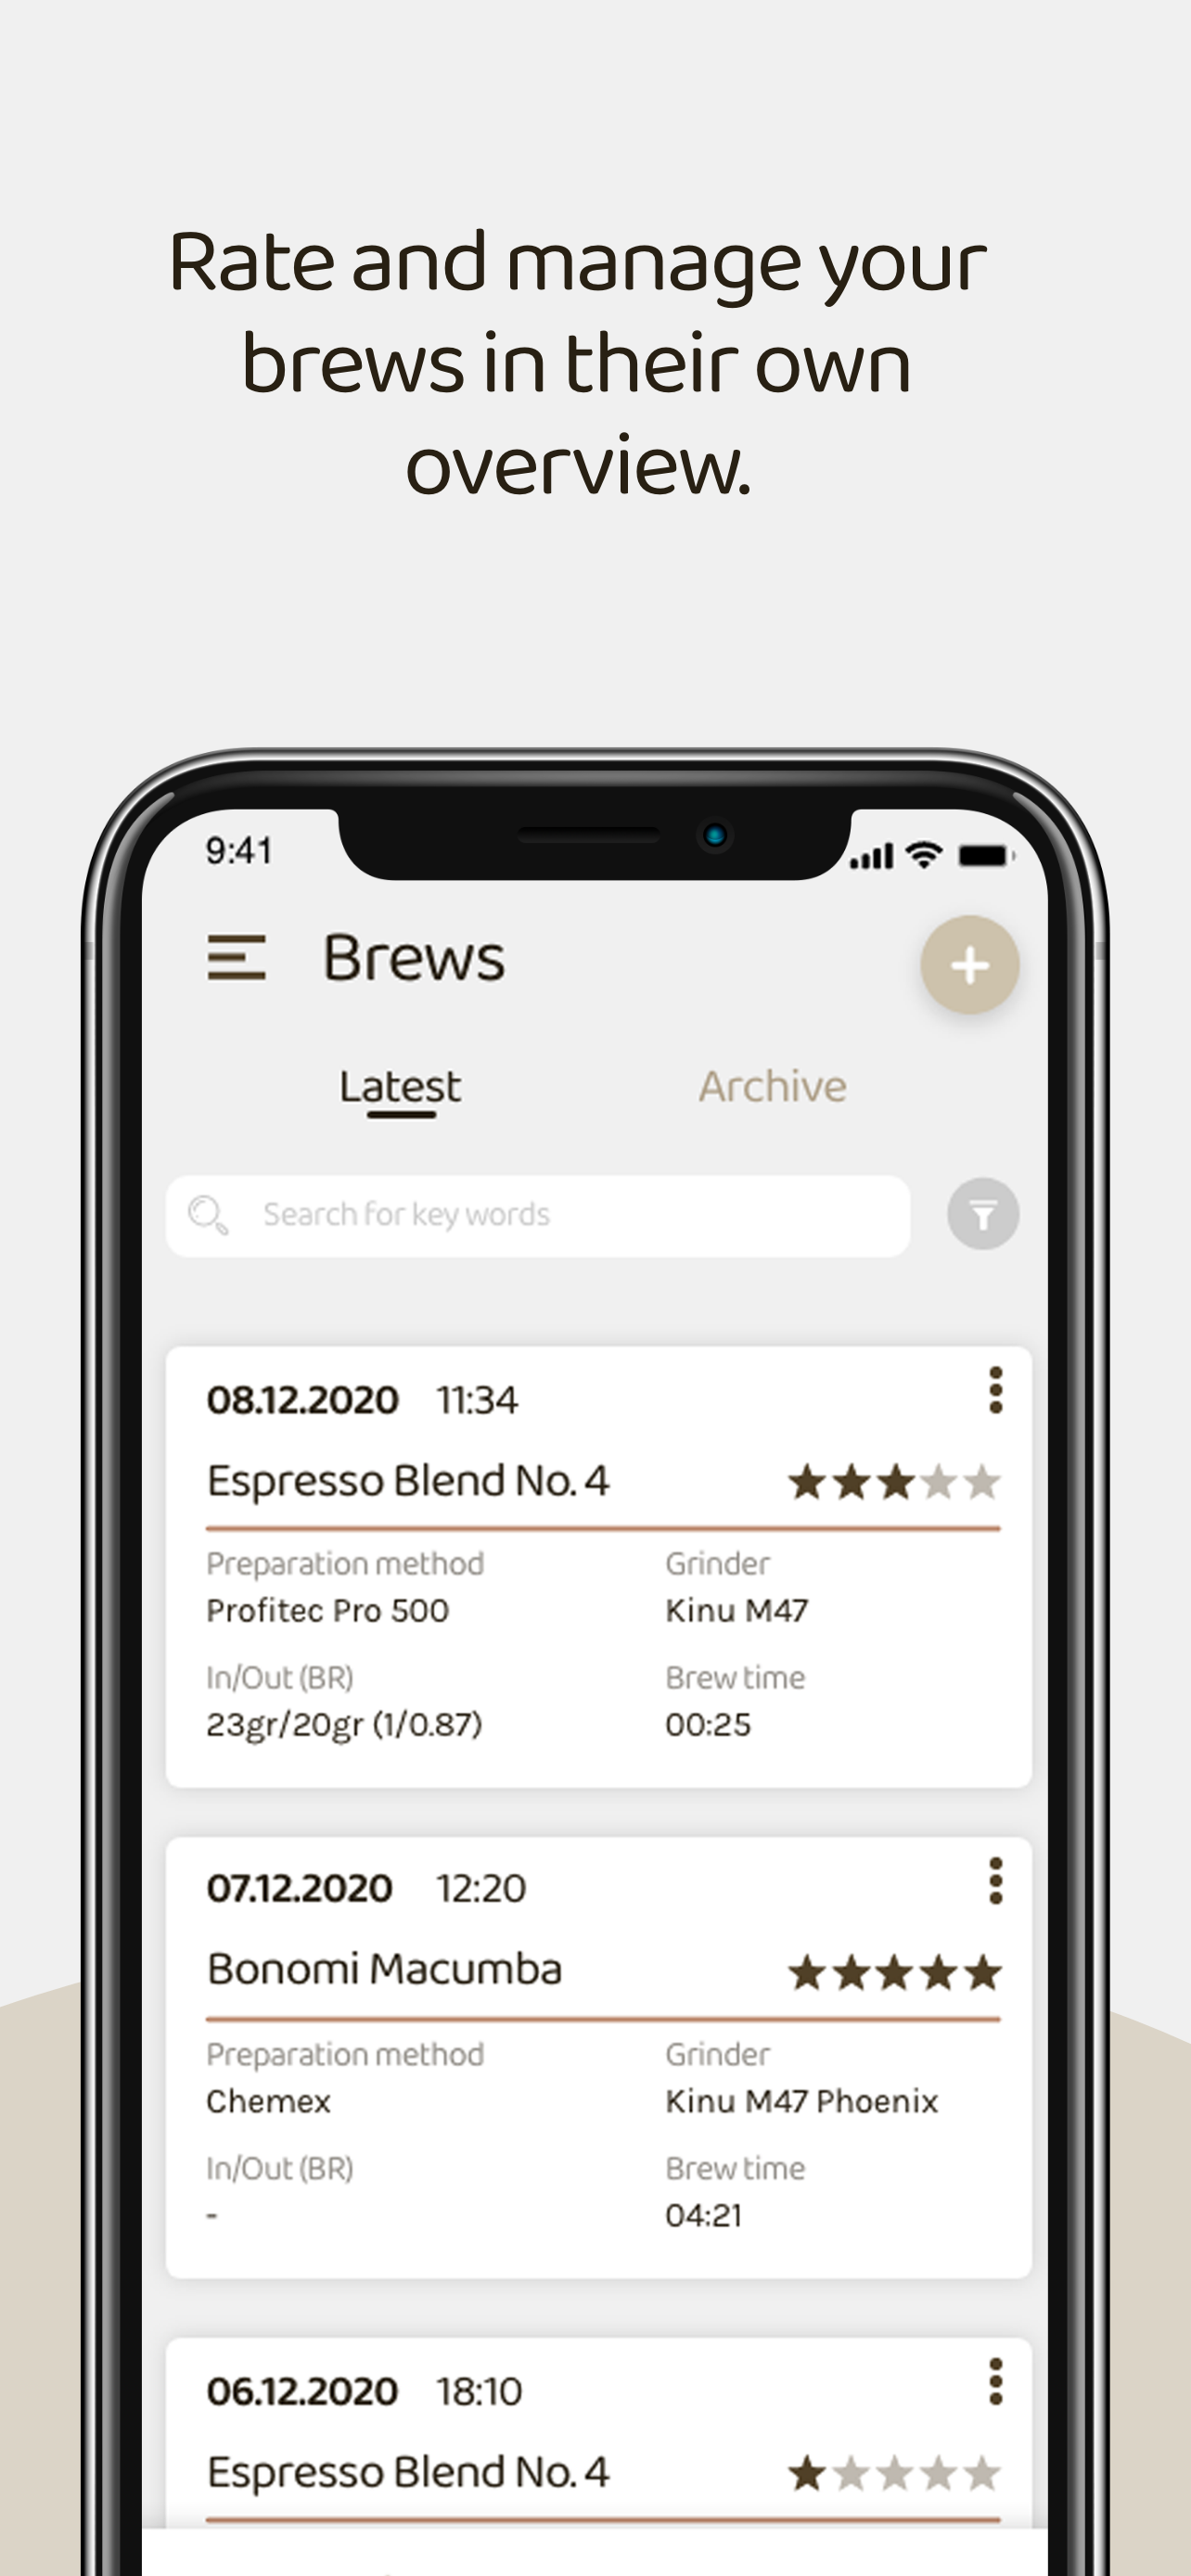 Rate and manage your
brews in their own
overview.
9:41
Brews
Latest Archive
Search for key words
08.12.2020 11:34
Espresso Blend No. 4
Preparation method Grinder
Profitec Pro 500 Kinu M47
In/Out (BR) Brew time
23gr/20gr (1/0.87) 00:25
07.12.2020 12:20
Bonomi Macumba
Preparation method Grinder
Chemex Kinu M47 Phoenix
In/Out (BR) Brew time
- 04:21
06.12.2020 18:10
Espresso Blend No. 4